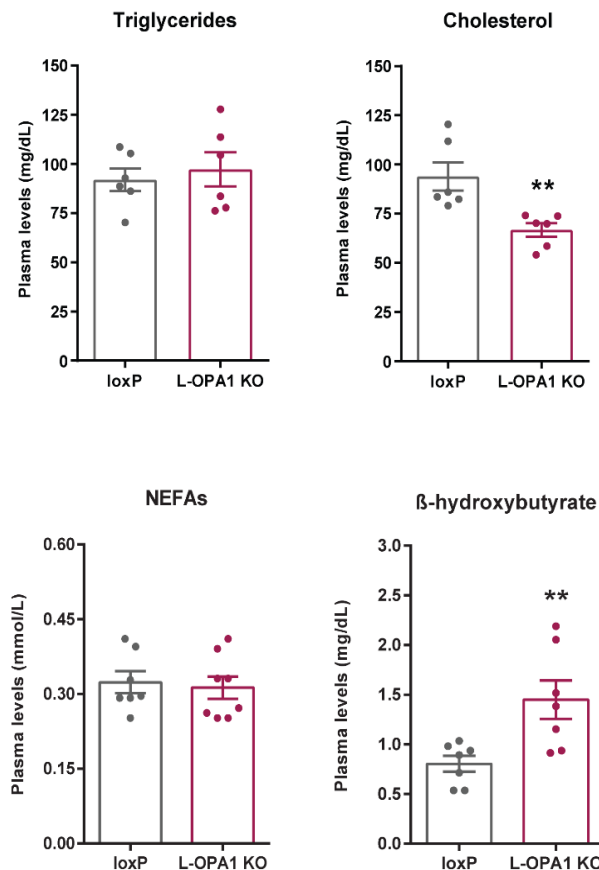 Triglycerides
Plasma levels (mg/dL)
150
125
100
75
50
25
0
loxP
L-OPA1 KO
Cholesterol
Plasma levels (mg/dL)
150
125
100
75
50
25
0
**
loxP
L-OPA1 KO
NEFAs
Plasma levels (mmol/L)
0.60
0.45
0.30
0.15
0.00
loxP
L-OPA1 KO
ß-hydroxybutyrate
Plasma levels (mg/dL)
3.0
2.5
2.0
1.5
1.0
0.5
0.0
**
loxP
L-OPA1 KO